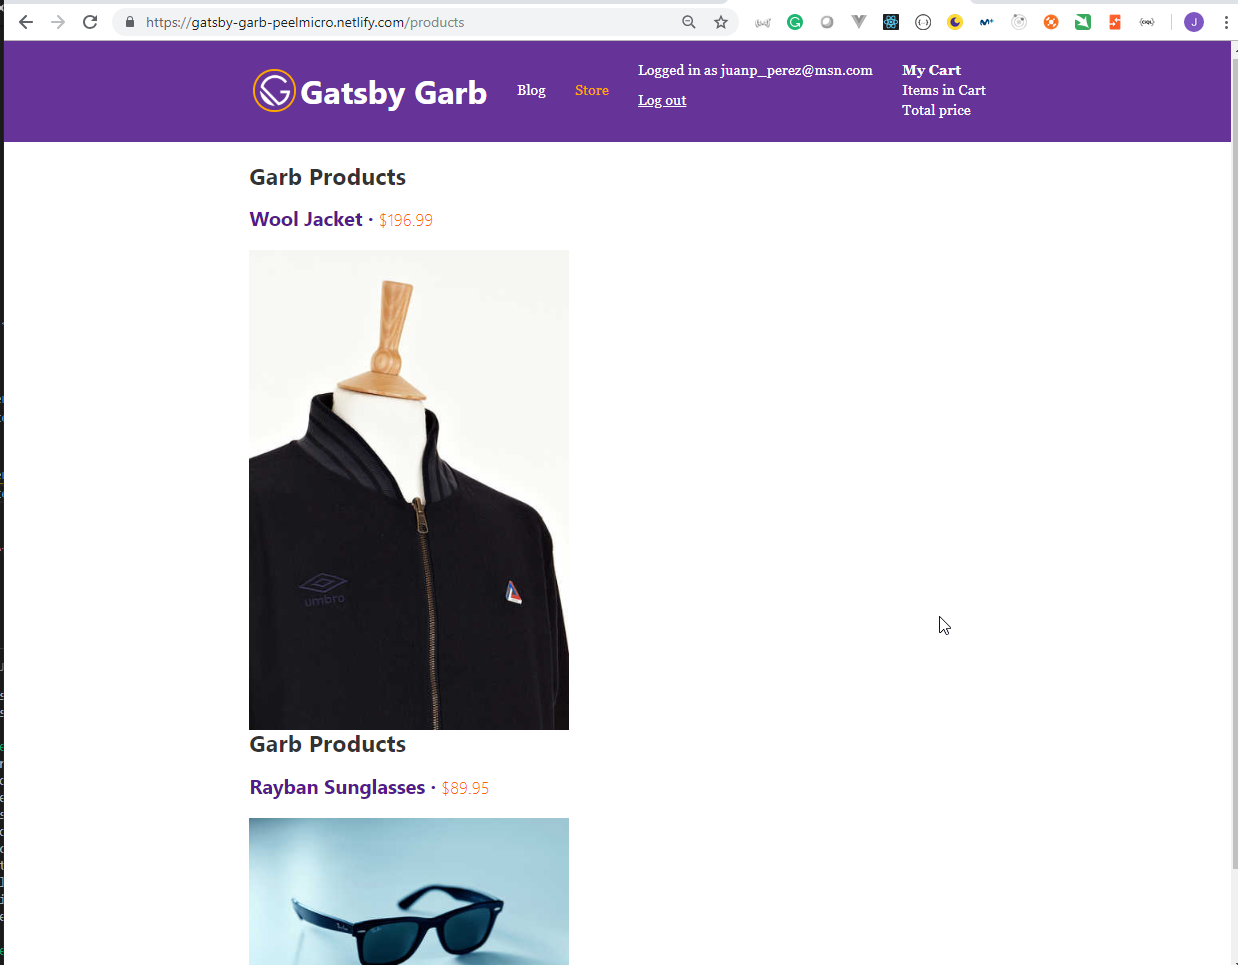 https://gatsby-garb-peelmicro.netlify.com/products
J
Gatsby Garb
Blog
Store
Logged in as juanp_perez@msn.com
Log out
My Cart
Items in Cart
Total price
Garb Products
Wool Jacket · $196.99
umbro
Garb Products
Rayban Sunglasses · $89.95